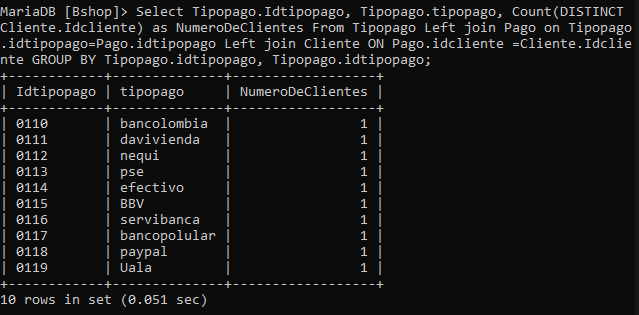 MariaDB [Bshop]> Select Tipopago.Idtipopago, Tipopago.tipopago, Count(DISTINCT
Cliente.Idcliente) as NumeroDeClientes From Tipopago Left join Pago on Tipopago
.idtipopago=Pago.idtipopago Left join Cliente ON Pago.idcliente =Cliente.Idclie
nte GROUP BY Tipopago.idtipopago, Tipopago.idtipopago;
+------------+-------------+------------------+
| Idtipopago | tipopago    | NumeroDeClientes |
+------------+-------------+------------------+
| 0110       | bancolombia |                1 |
| 0111       | davivienda  |                1 |
| 0112       | nequi       |                1 |
| 0113       | pse         |                1 |
| 0114       | efectivo    |                1 |
| 0115       | BBV         |                1 |
| 0116       | servibanca  |                1 |
| 0117       | bancopolular |                1 |
| 0118       | paypal      |                1 |
| 0119       | Uala        |                1 |
+------------+-------------+------------------+
10 rows in set (0.051 sec)